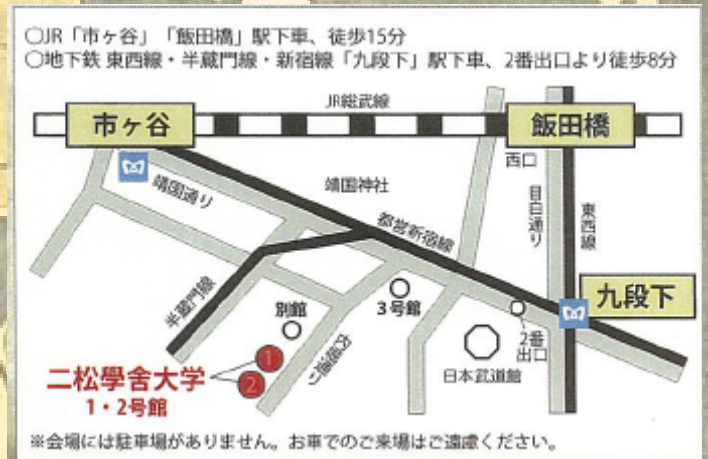 ○JR「市ヶ谷」「飯田橋」駅下車、徒歩15分
○地下鉄 東西線・半蔵門線・新宿線「九段下」駅下車、2番出口より徒歩8分
JR総武線
市ヶ谷
飯田橋
西口
靖国通り
靖国神社
目白通り
東西線
都営新宿線
九段下
半蔵門線
別館
3号館
内堀通り
2番
出口
日本武道館
1
2
二松學舎大学
1・2号館
※会場には駐車場がありません。お車でのご来場はご遠慮ください。